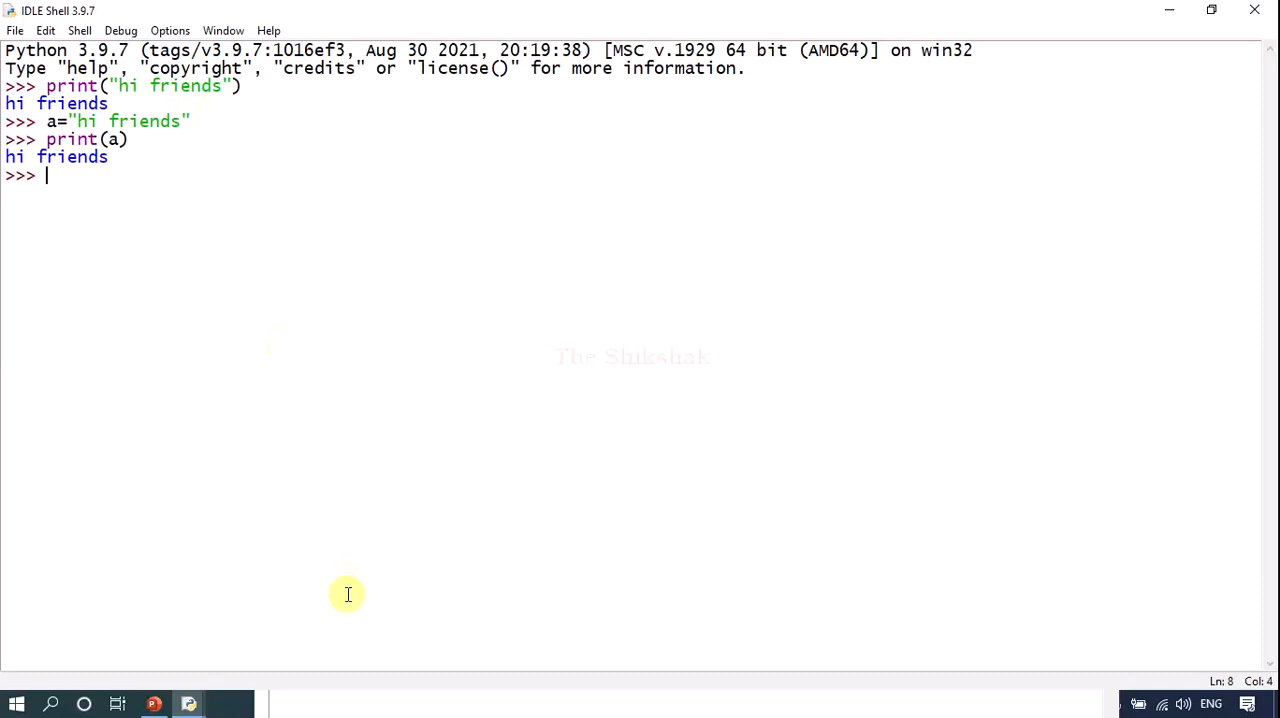 IDLE Shell 3.9.7
File Edit Shell Debug Options Window Help
Python 3.9.7 (tags/v3.9.7:1016ef3, Aug 30 2021, 20:19:38) [MSC v.1929 64 bit (AMD64)] on win32
Type "help", "copyright", "credits" or "license()" for more information.
>>> print("hi friends")
hi friends
>>> a="hi friends"
>>> print(a)
hi friends
>>>
The Shikshak
Ln: 8 Col: 4
ENG